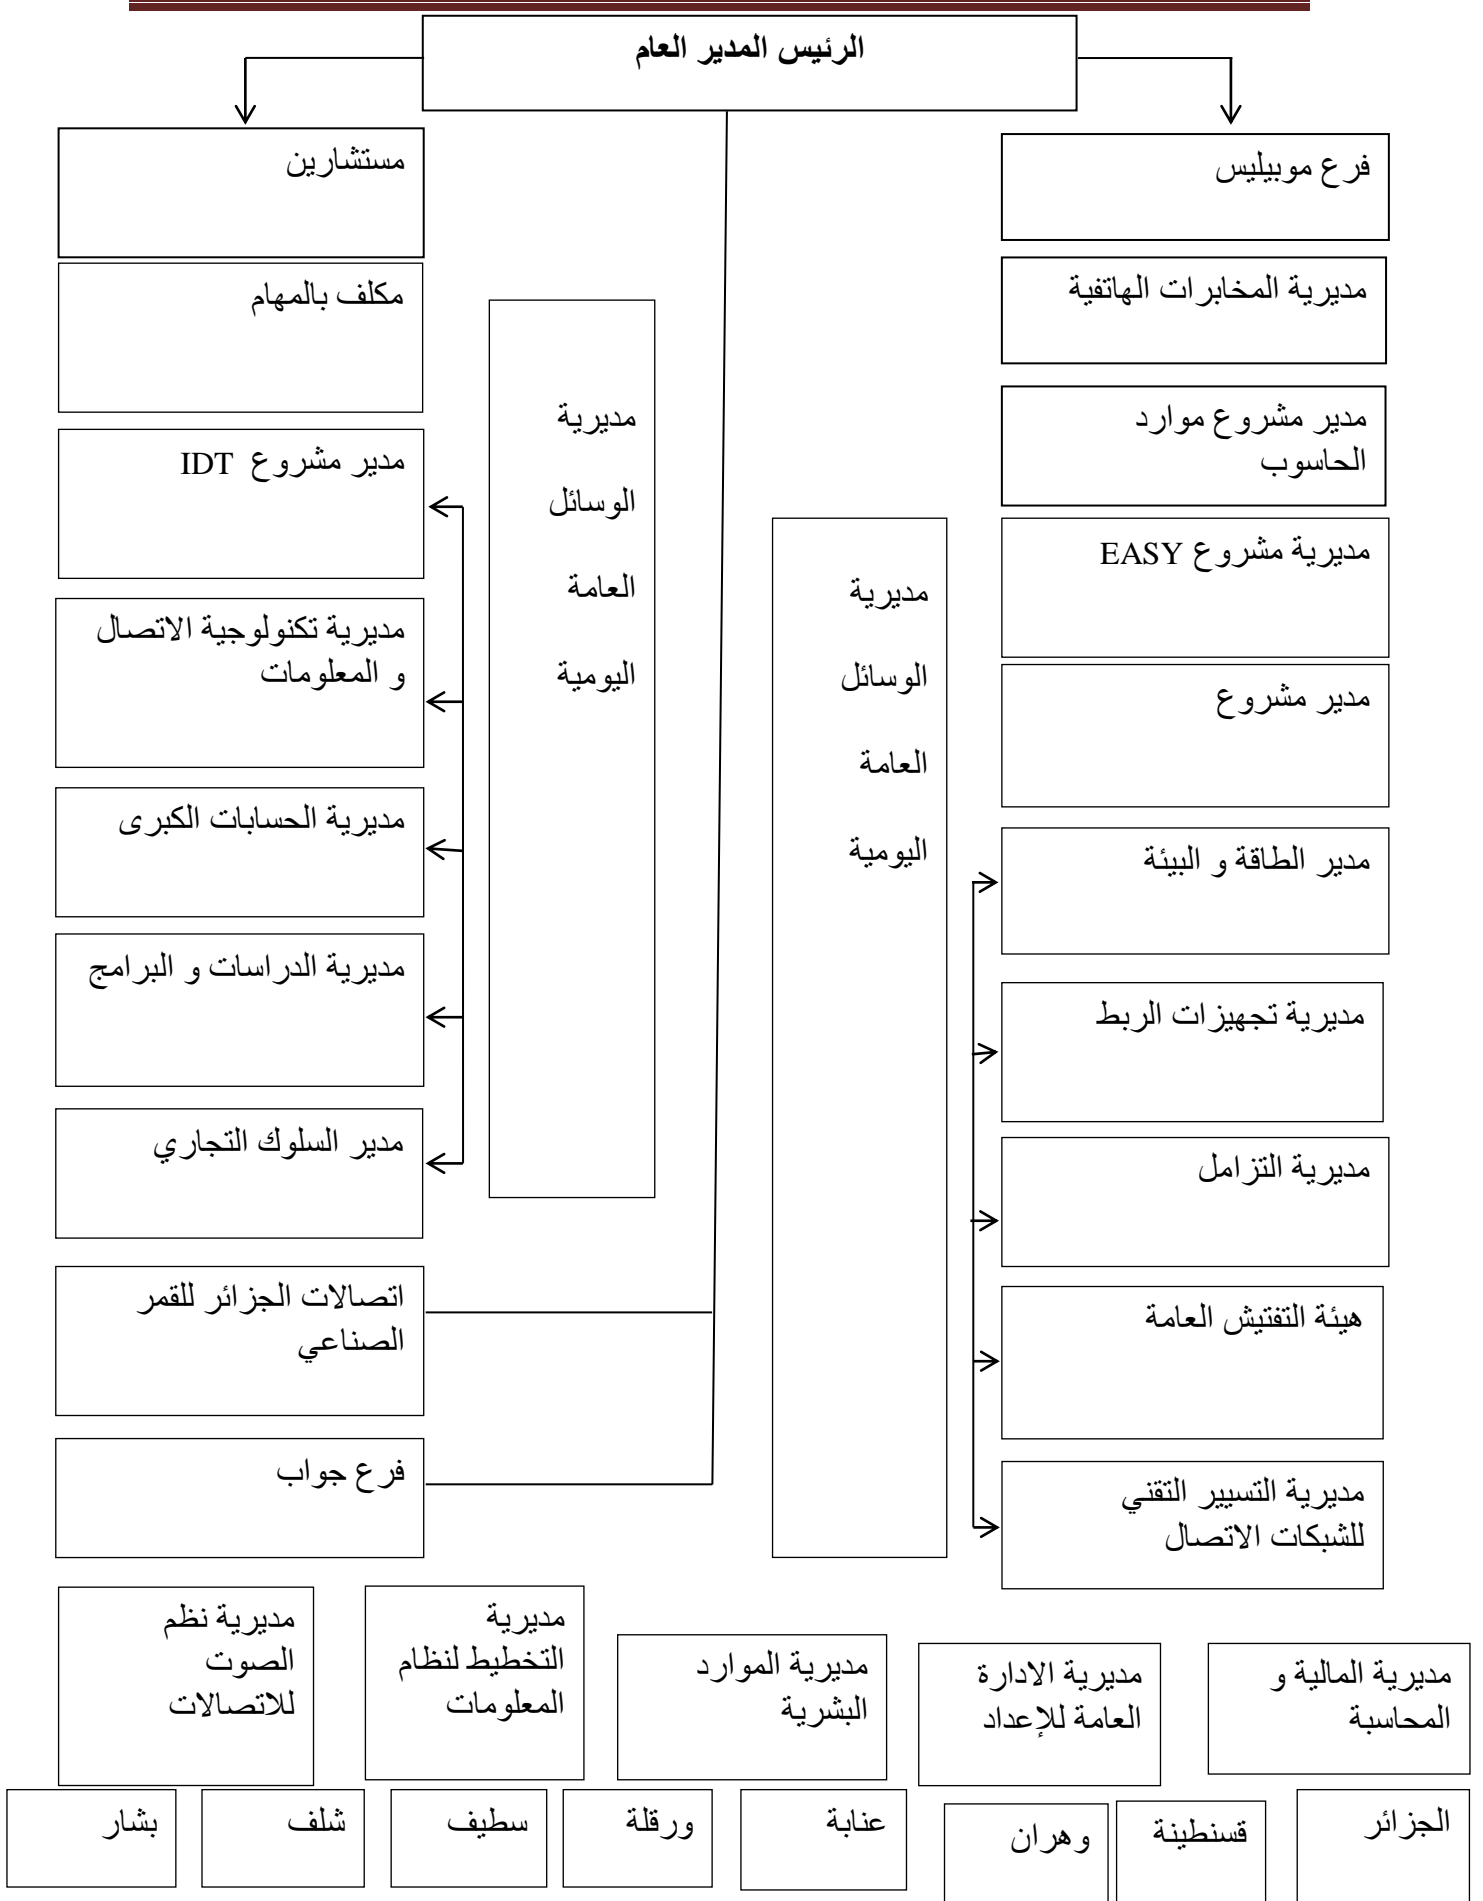 الرئيس المدير العام
فرع موبيليس
مديرية المخابرات الهاتفية
مدير مشروع موارد
الحاسوب
مديرية مشروع EASY
مدير مشروع
مدير الطاقة و البيئة
مديرية تجهيزات الربط
مديرية التزامل
هيئة التفتيش العامة
مديرية التسيير التقني
للشبكات الاتصال
مديرية
الوسائل
العامة
اليومية
مديرية
الوسائل
العامة
اليومية
مستشارين
مكلف بالمهام
مدير مشروع IDT
مديرية تكنولوجية الاتصال
و المعلومات
مديرية الحسابات الكبرى
مديرية الدراسات و البرامج
مدير السلوك التجاري
اتصالات الجزائر للقمر
الصناعي
فرع جواب
مديرية المالية و
المحاسبة
مديرية الادارة
العامة للإعداد
مديرية الموارد
البشرية
مديرية
التخطيط لنظام
المعلومات
مديرية نظم
الصوت
للاتصالات
الجزائر
قسنطينة
وهران
عنابة
ورقلة
سطيف
شلف
بشار